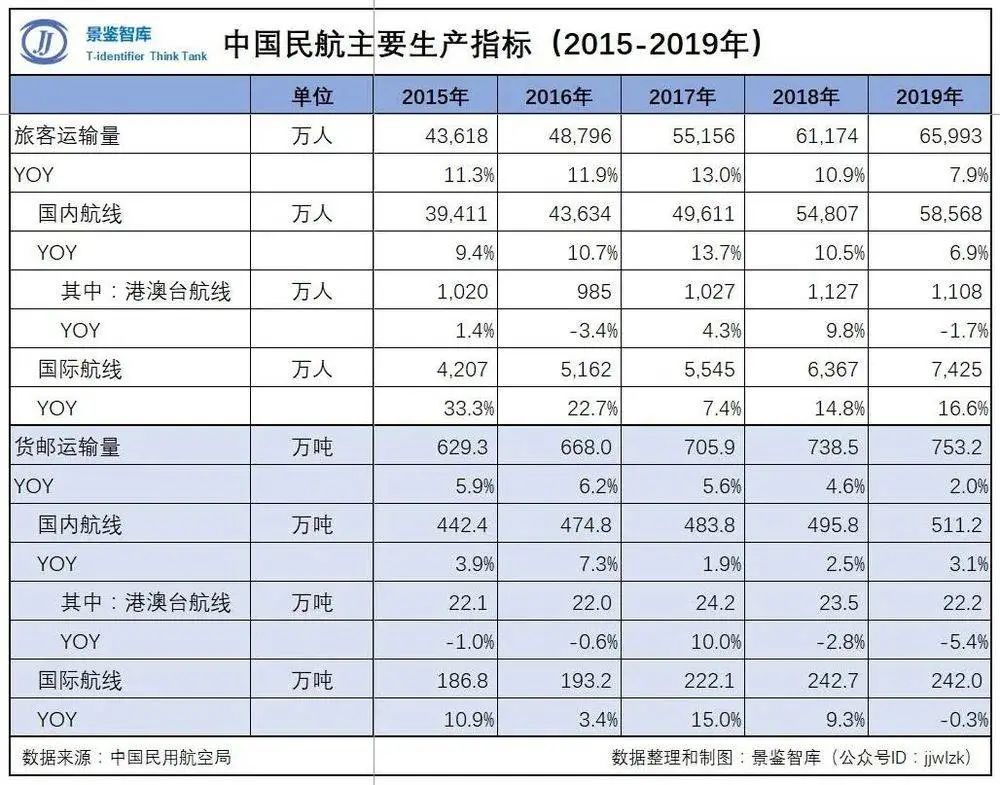 JJ
景鉴智库
T-identifier Think Tank
中国民航主要生产指标（2015-2019年）
单位 2015年 2016年 2017年 2018年 2019年
旅客运输量 万人 43,618 48,796 55,156 61,174 65,993
YOY 11.3% 11.9% 13.0% 10.9% 7.9%
国内航线 万人 39,411 43,634 49,611 54,807 58,568
YOY 9.4% 10.7% 13.7% 10.5% 6.9%
其中：港澳台航线 万人 1,020 985 1,027 1,127 1,108
YOY 1.4% -3.4% 4.3% 9.8% -1.7%
国际航线 万人 4,207 5,162 5,545 6,367 7,425
YOY 33.3% 22.7% 7.4% 14.8% 16.6%
货邮运输量 万吨 629.3 668.0 705.9 738.5 753.2
YOY 5.9% 6.2% 5.6% 4.6% 2.0%
国内航线 万吨 442.4 474.8 483.8 495.8 511.2
YOY 3.9% 7.3% 1.9% 2.5% 3.1%
其中：港澳台航线 万吨 22.1 22.0 24.2 23.5 22.2
YOY -1.0% -0.6% 10.0% -2.8% -5.4%
国际航线 万吨 186.8 193.2 222.1 242.7 242.0
YOY 10.9% 3.4% 15.0% 9.3% -0.3%
数据来源：中国民用航空局 数据整理和制图：景鉴智库（公众号ID：jjwlzk）